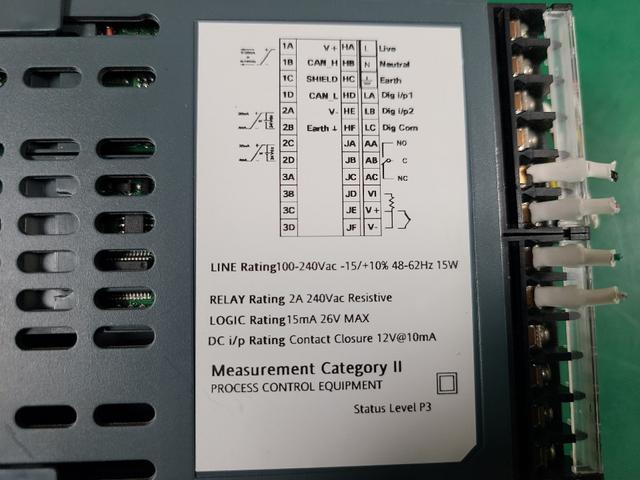 1A V+ HA L Live
1B CAN_H HB N Neutral
1C SHIELD HC Earth
1D CAN_L HD LA Dig i/p1
2A V- HE LB Dig i/p2
2B Earth HF LC Dig Com
2C JA AA NO
2D JB AB C
3A JC AC NC
3B JD VI
3C JE V+
3D JF V-
LINE Rating100-240Vac -15/+10% 48-62Hz 15W
RELAY Rating 2A 240Vac Resistive
LOGIC Rating15mA 26V MAX
DC i/p Rating Contact Closure 12V@10mA
Measurement Category II
PROCESS CONTROL EQUIPMENT
Status Level P3